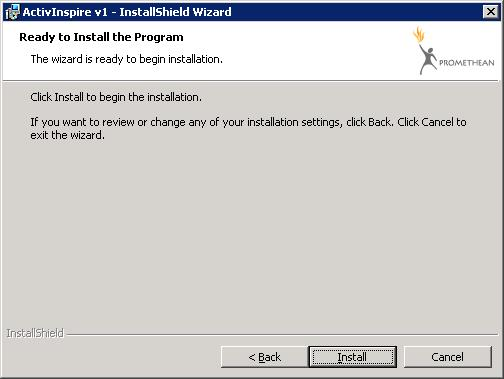 ActivInspire v1 - InstallShield Wizard
Ready to Install the Program
The wizard is ready to begin installation.
PROMETHEAN
Click Install to begin the installation.
If you want to review or change any of your installation settings, click Back. Click Cancel to
exit the wizard.
InstallShield
< Back
Install
Cancel